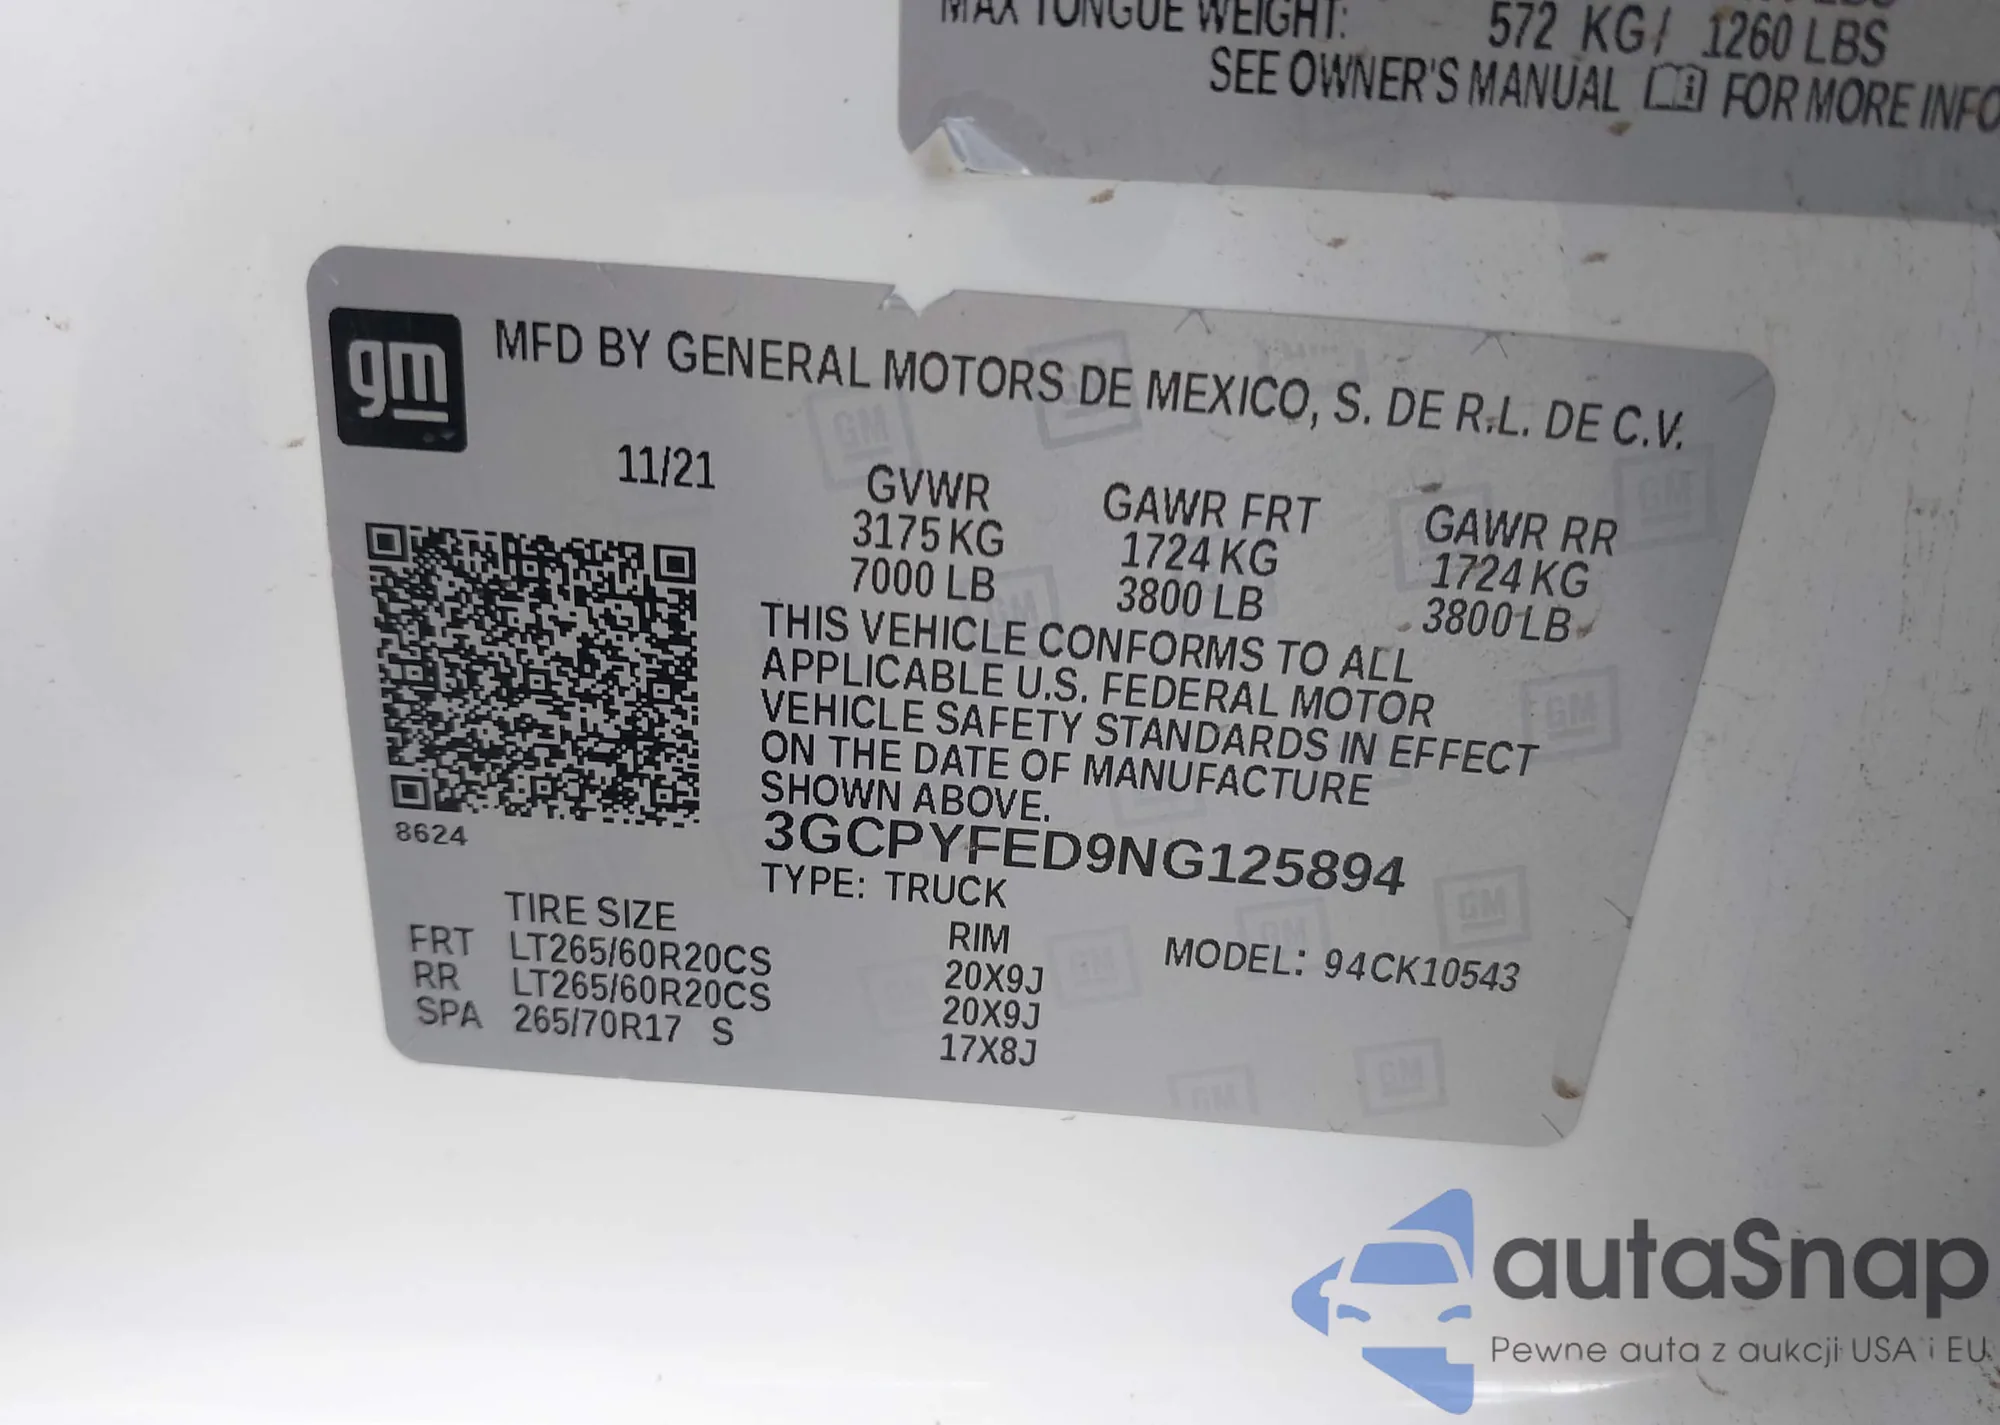 MAX TONGUE WEIGHT: 572 KG / 1260 LBS
SEE OWNER'S MANUAL FOR MORE INFO
gm
MFD BY GENERAL MOTORS DE MEXICO, S. DE R.L. DE C.V.
11/21
GVWR GAWR FRT GAWR RR
3175 KG 1724 KG 1724 KG
7000 LB 3800 LB 3800 LB
THIS VEHICLE CONFORMS TO ALL
APPLICABLE U.S. FEDERAL MOTOR
VEHICLE SAFETY STANDARDS IN EFFECT
ON THE DATE OF MANUFACTURE
SHOWN ABOVE.
8624
3GCPYFED9NG125894
TYPE: TRUCK
TIRE SIZE RIM MODEL: 94CK10543
FRT LT265/60R20CS 20X9J
RR LT265/60R20CS 20X9J
SPA 265/70R17 S 17X8J
autaSnap
Pewne auta z aukcji USA i EU